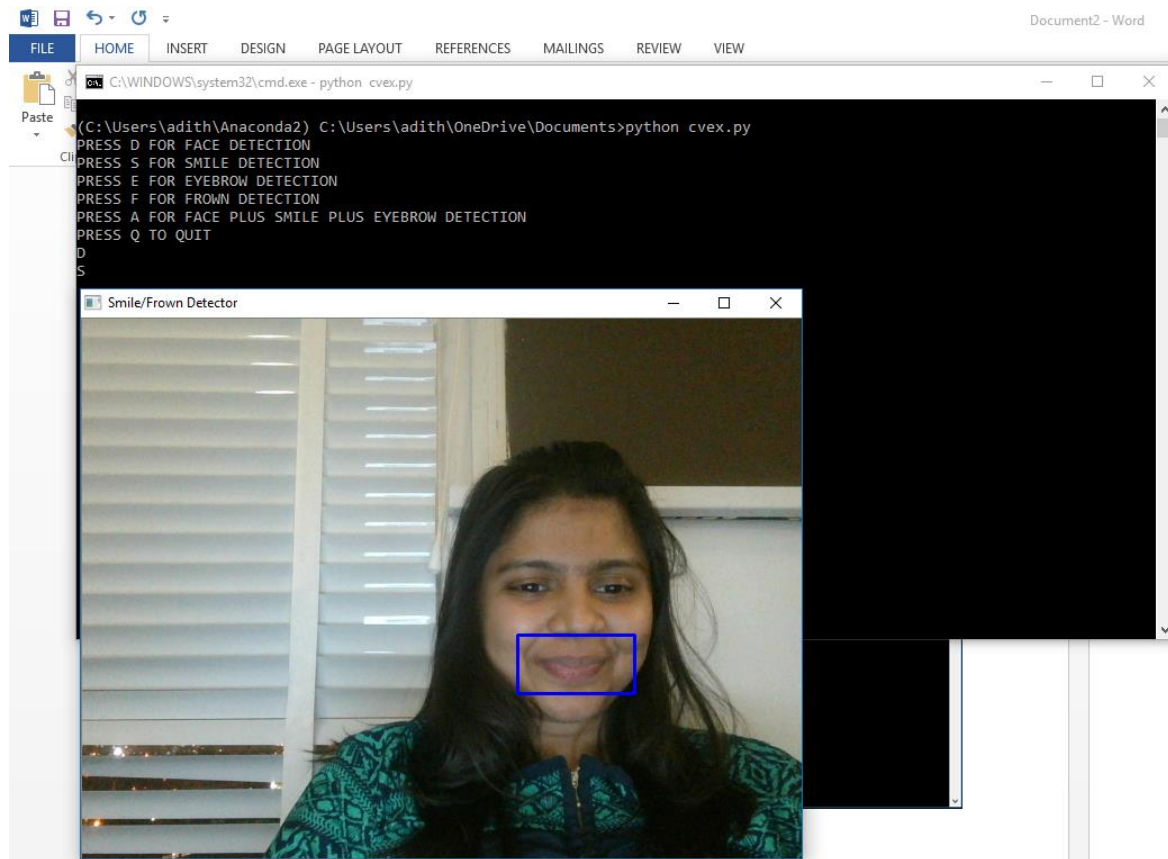 Document2 - Word
FILE HOME INSERT DESIGN PAGE LAYOUT REFERENCES MAILINGS REVIEW VIEW
C:\WINDOWS\system32\cmd.exe - python cvex.py
Paste
Cli
(C:\Users\adith\Anaconda2) C:\Users\adith\OneDrive\Documents>python cvex.py
PRESS D FOR FACE DETECTION
PRESS S FOR SMILE DETECTION
PRESS E FOR EYEBROW DETECTION
PRESS F FOR FROWN DETECTION
PRESS A FOR FACE PLUS SMILE PLUS EYEBROW DETECTION
PRESS Q TO QUIT
D
S
Smile/Frown Detector